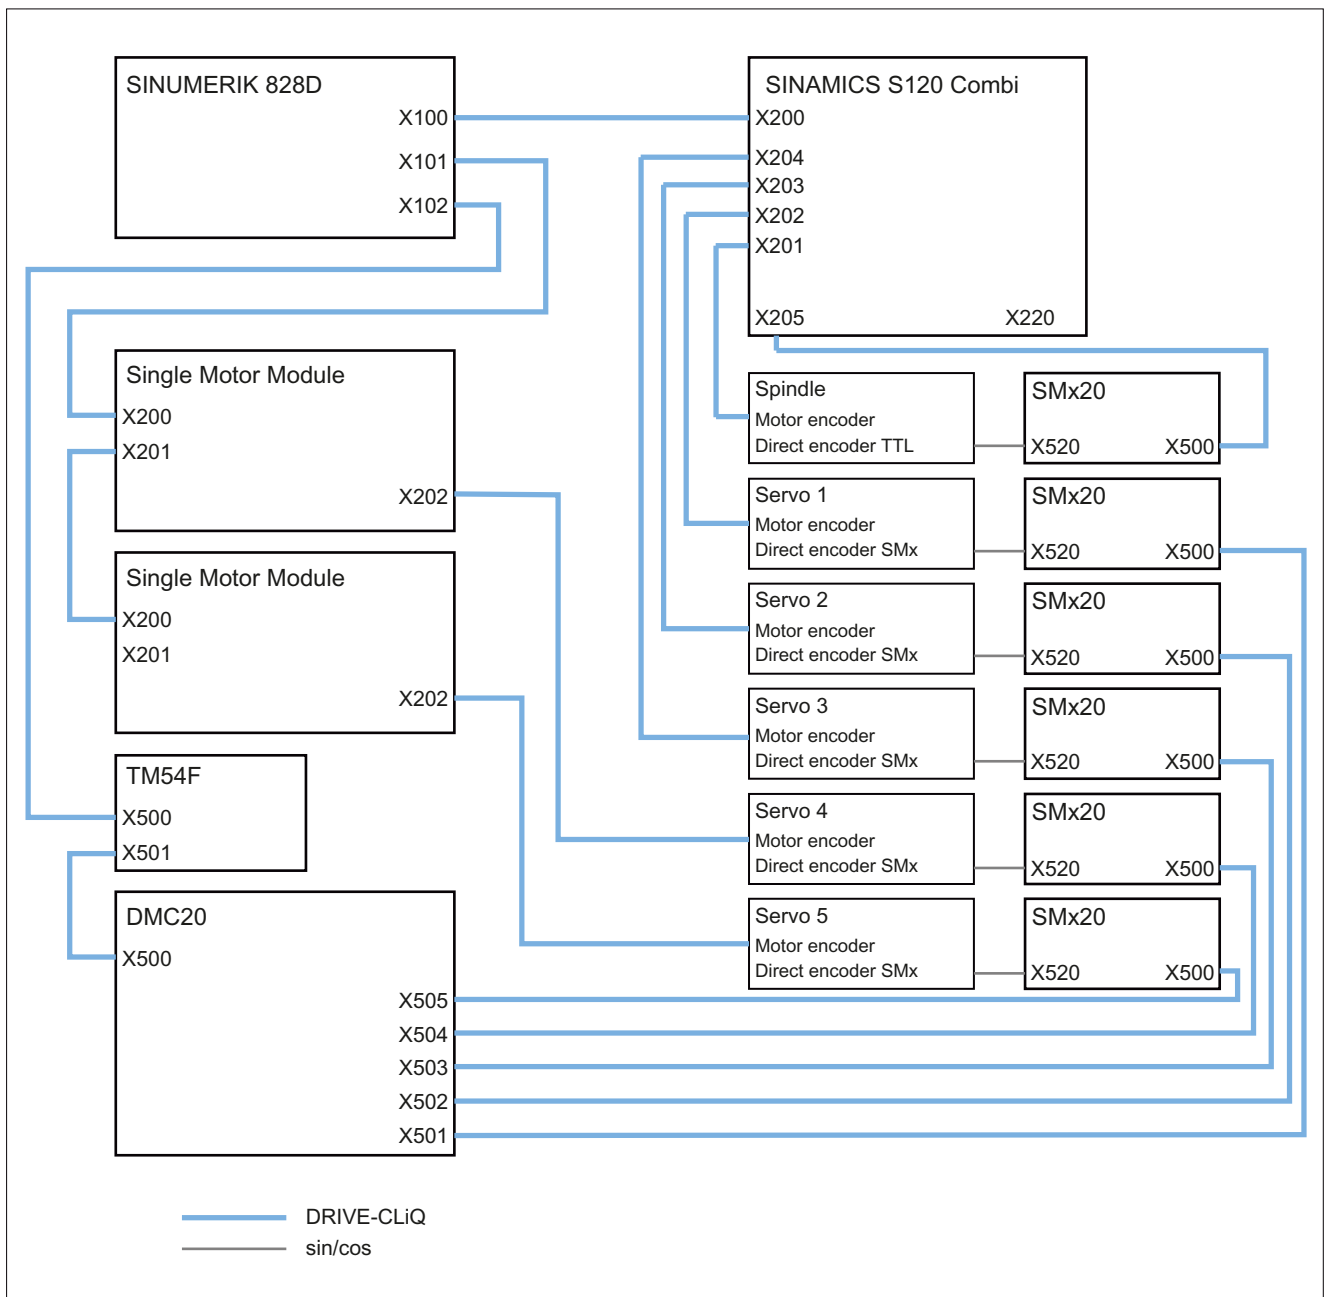 SINUMERIK 828D
X100
X101
X102
SINAMICS S120 Combi
X200
X204
X203
X202
X201
X205 X220
Single Motor Module
X200
X201
X202
Single Motor Module
X200
X201
X202
TM54F
X500
X501
DMC20
X500
X505
X504
X503
X502
X501
Spindle
Motor encoder
Direct encoder TTL
SMx20
X520 X500
Servo 1
Motor encoder
Direct encoder SMx
SMx20
X520 X500
Servo 2
Motor encoder
Direct encoder SMx
SMx20
X520 X500
Servo 3
Motor encoder
Direct encoder SMx
SMx20
X520 X500
Servo 4
Motor encoder
Direct encoder SMx
SMx20
X520 X500
Servo 5
Motor encoder
Direct encoder SMx
SMx20
X520 X500
DRIVE-CLiQ
sin/cos